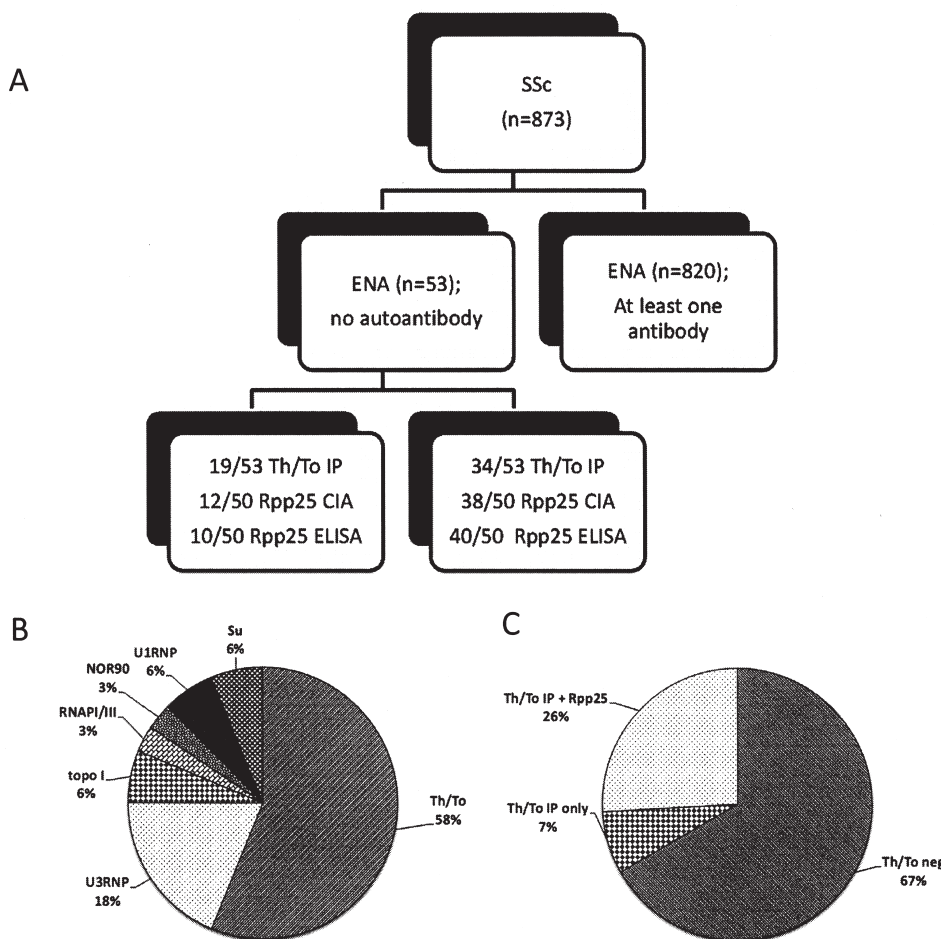 A
SSc
(n=873)
ENA (n=53);
no autoantibody
ENA (n=820);
At least one
antibody
19/53 Th/To IP
12/50 Rpp25 CIA
10/50 Rpp25 ELISA
34/53 Th/To IP
38/50 Rpp25 CIA
40/50 Rpp25 ELISA
B
Su
6%
U1RNP
6%
NOR90
3%
RNAPI/III
3%
topo I
6%
U3RNP
18%
Th/To
58%
C
Th/To IP + Rpp25
26%
Th/To IP only
7%
Th/To neg
67%